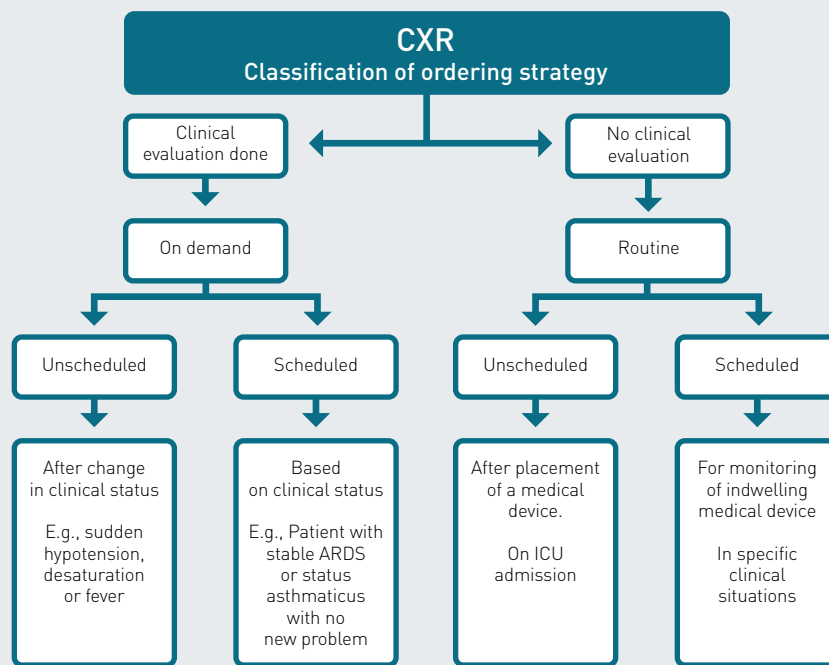 CXR
Classification of ordering strategy
Clinical
evaluation done
No clinical
evaluation
On demand
Routine
Unscheduled
Scheduled
Unscheduled
Scheduled
After change
in clinical status
E.g., sudden
hypotension,
desaturation
or fever
Based
on clinical status
E.g., Patient with
stable ARDS
or status
asthmaticus
with no
new problem
After placement
of a medical
device.
On ICU
admission
For monitoring
of indwelling
medical device
In specific
clinical
situations